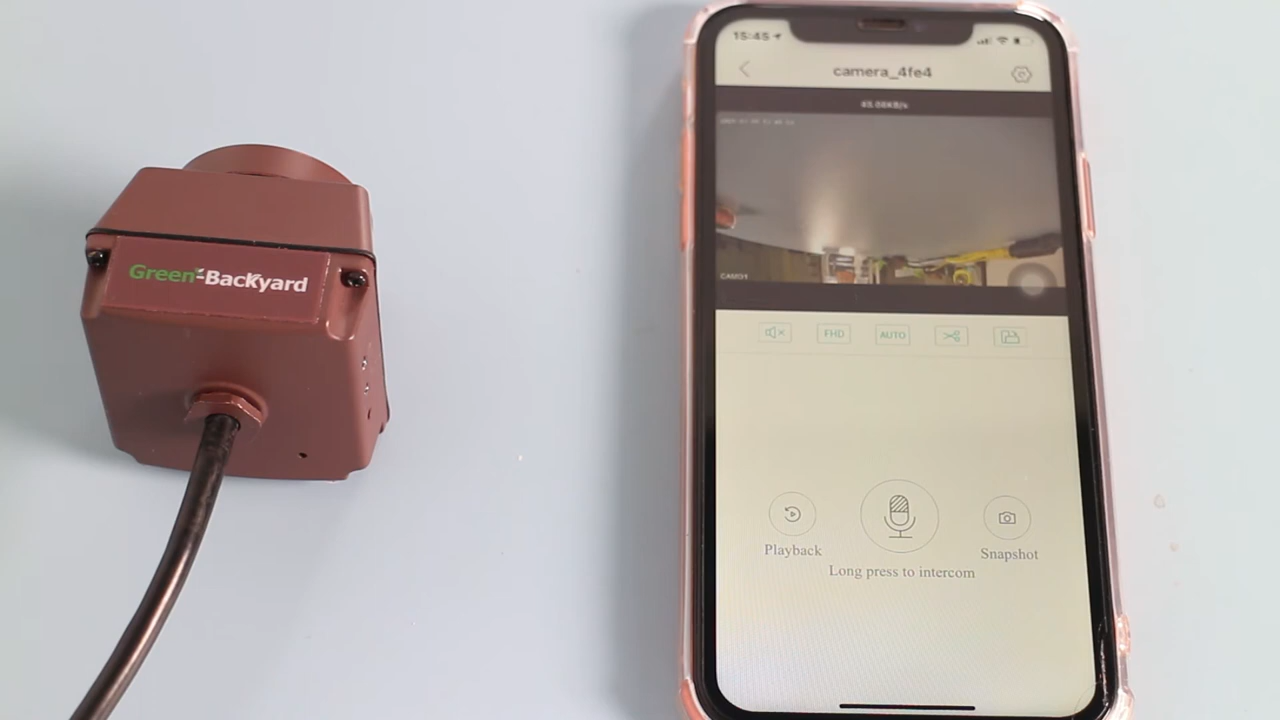 Green-Backyard
15:45
camera_4fe4
FHD
AUTO
Playback
Snapshot
Long press to intercom